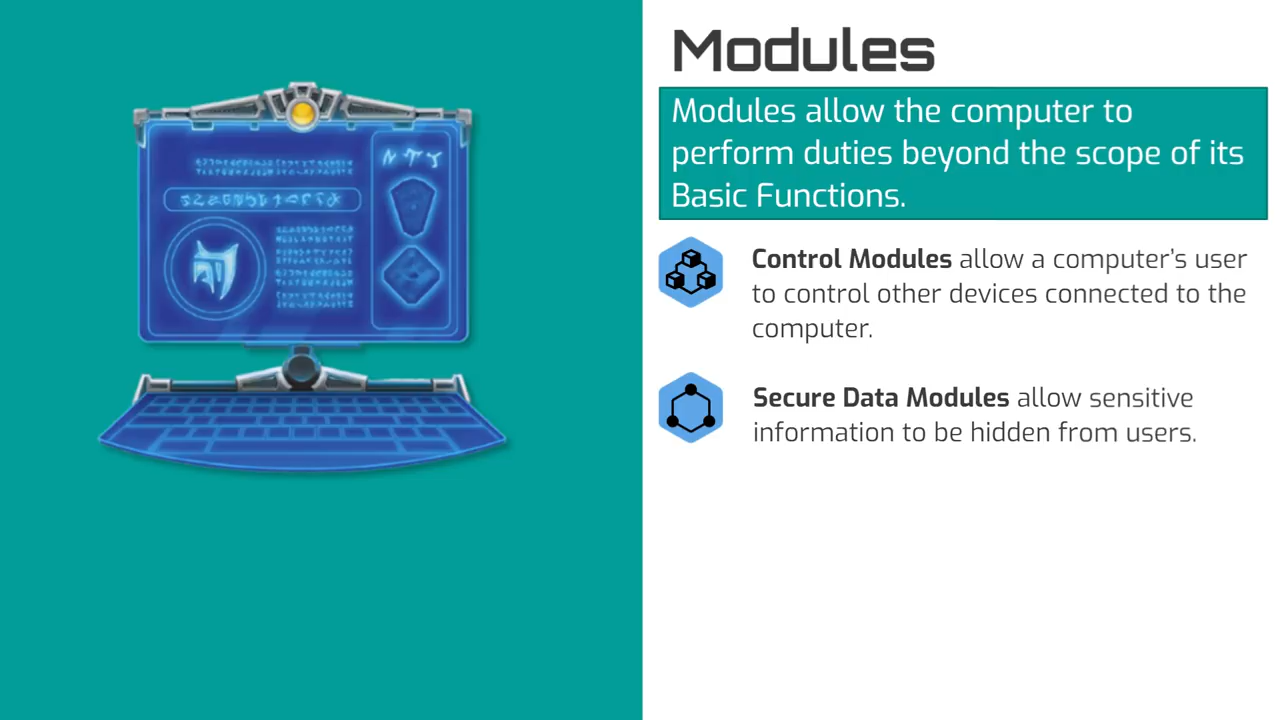 Modules
Modules allow the computer to
perform duties beyond the scope of its
Basic Functions.
Control Modules allow a computer's user
to control other devices connected to the
computer.
Secure Data Modules allow sensitive
information to be hidden from users.